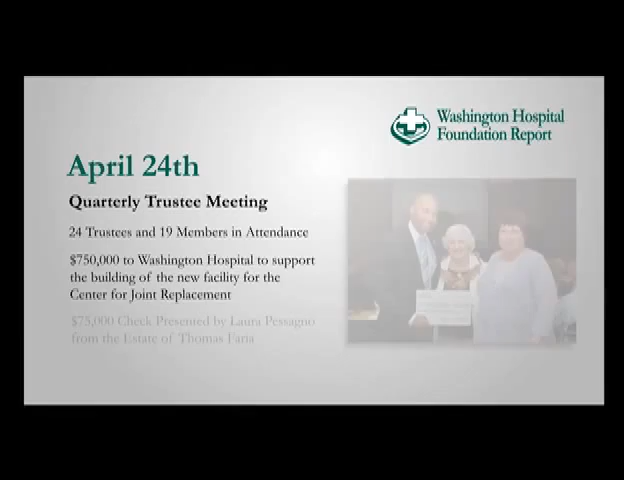 Washington Hospital
Foundation Report
April 24th
Quarterly Trustee Meeting
24 Trustees and 19 Members in Attendance
$750,000 to Washington Hospital to support
the building of the new facility for the
Center for Joint Replacement
$75,000 Check Presented by Laura Pessagno
from the Estate of Thomas Faria